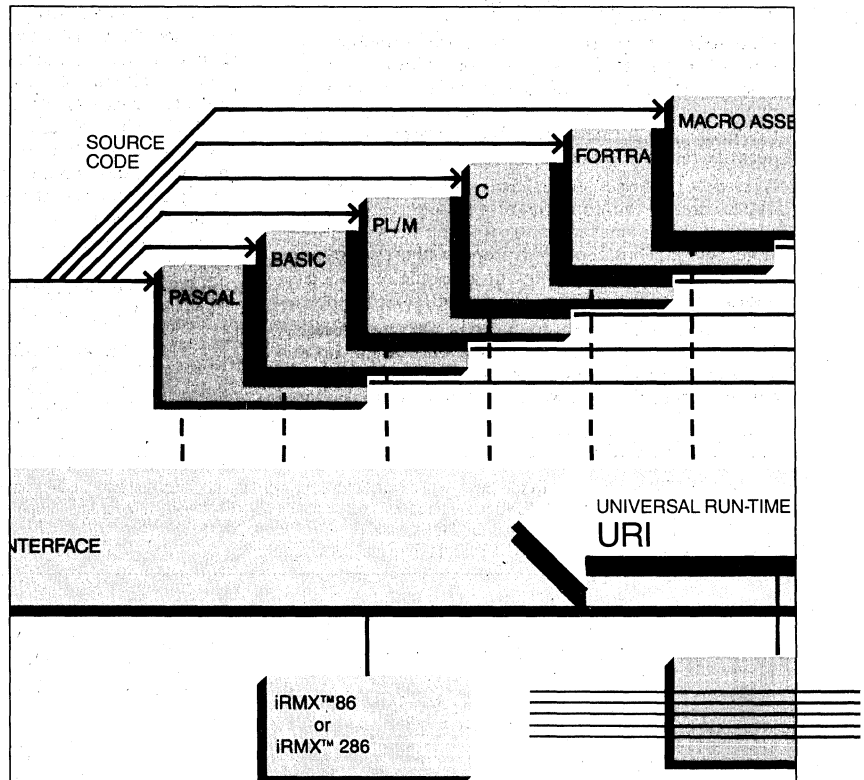 SOURCE
CODE
MACRO ASSE
FORTRA
C
PL/M
BASIC
PASCAL
UNIVERSAL RUN-TIME
URI
NTERFACE
iRMX™86
or
iRMX™ 286